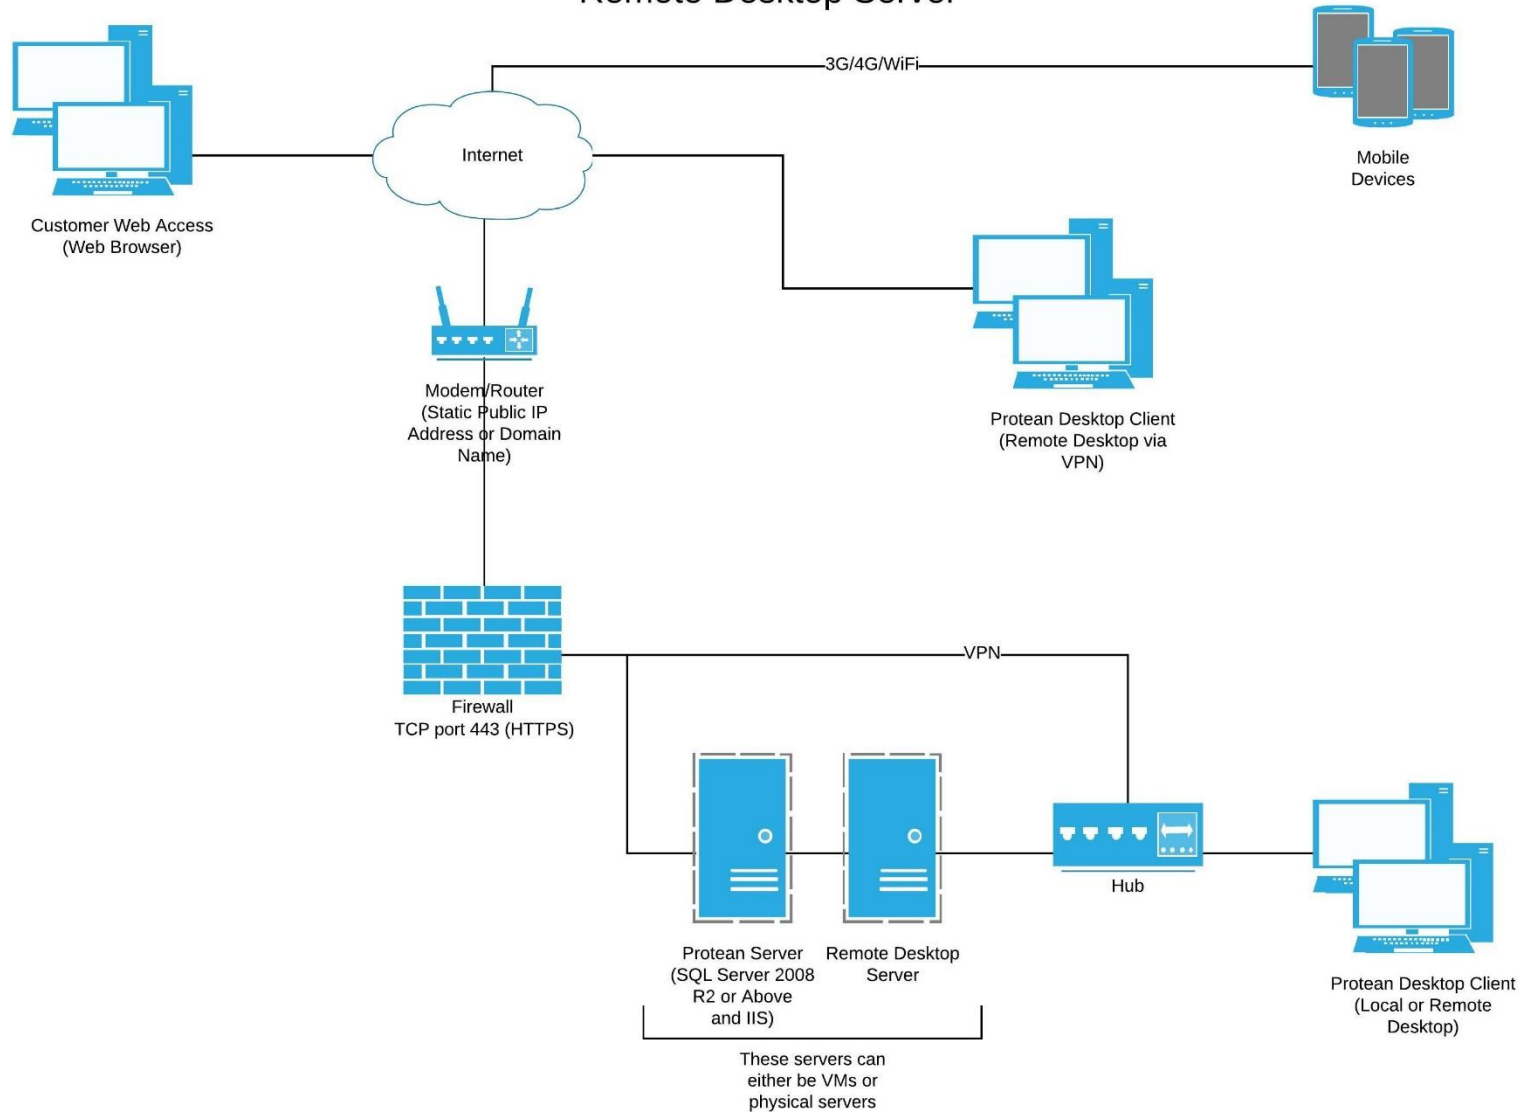 Remote Desktop Server
3G/4G/WiFi
Internet
Mobile
Devices
Customer Web Access
(Web Browser)
Modem/Router
(Static Public IP
Address or Domain
Name)
Protean Desktop Client
(Remote Desktop via
VPN)
VPN
Firewall
TCP port 443 (HTTPS)
Hub
Protean Server
(SQL Server 2008
R2 or Above
and IIS)
Remote Desktop
Server
Protean Desktop Client
(Local or Remote
Desktop)
These servers can
either be VMs or
physical servers